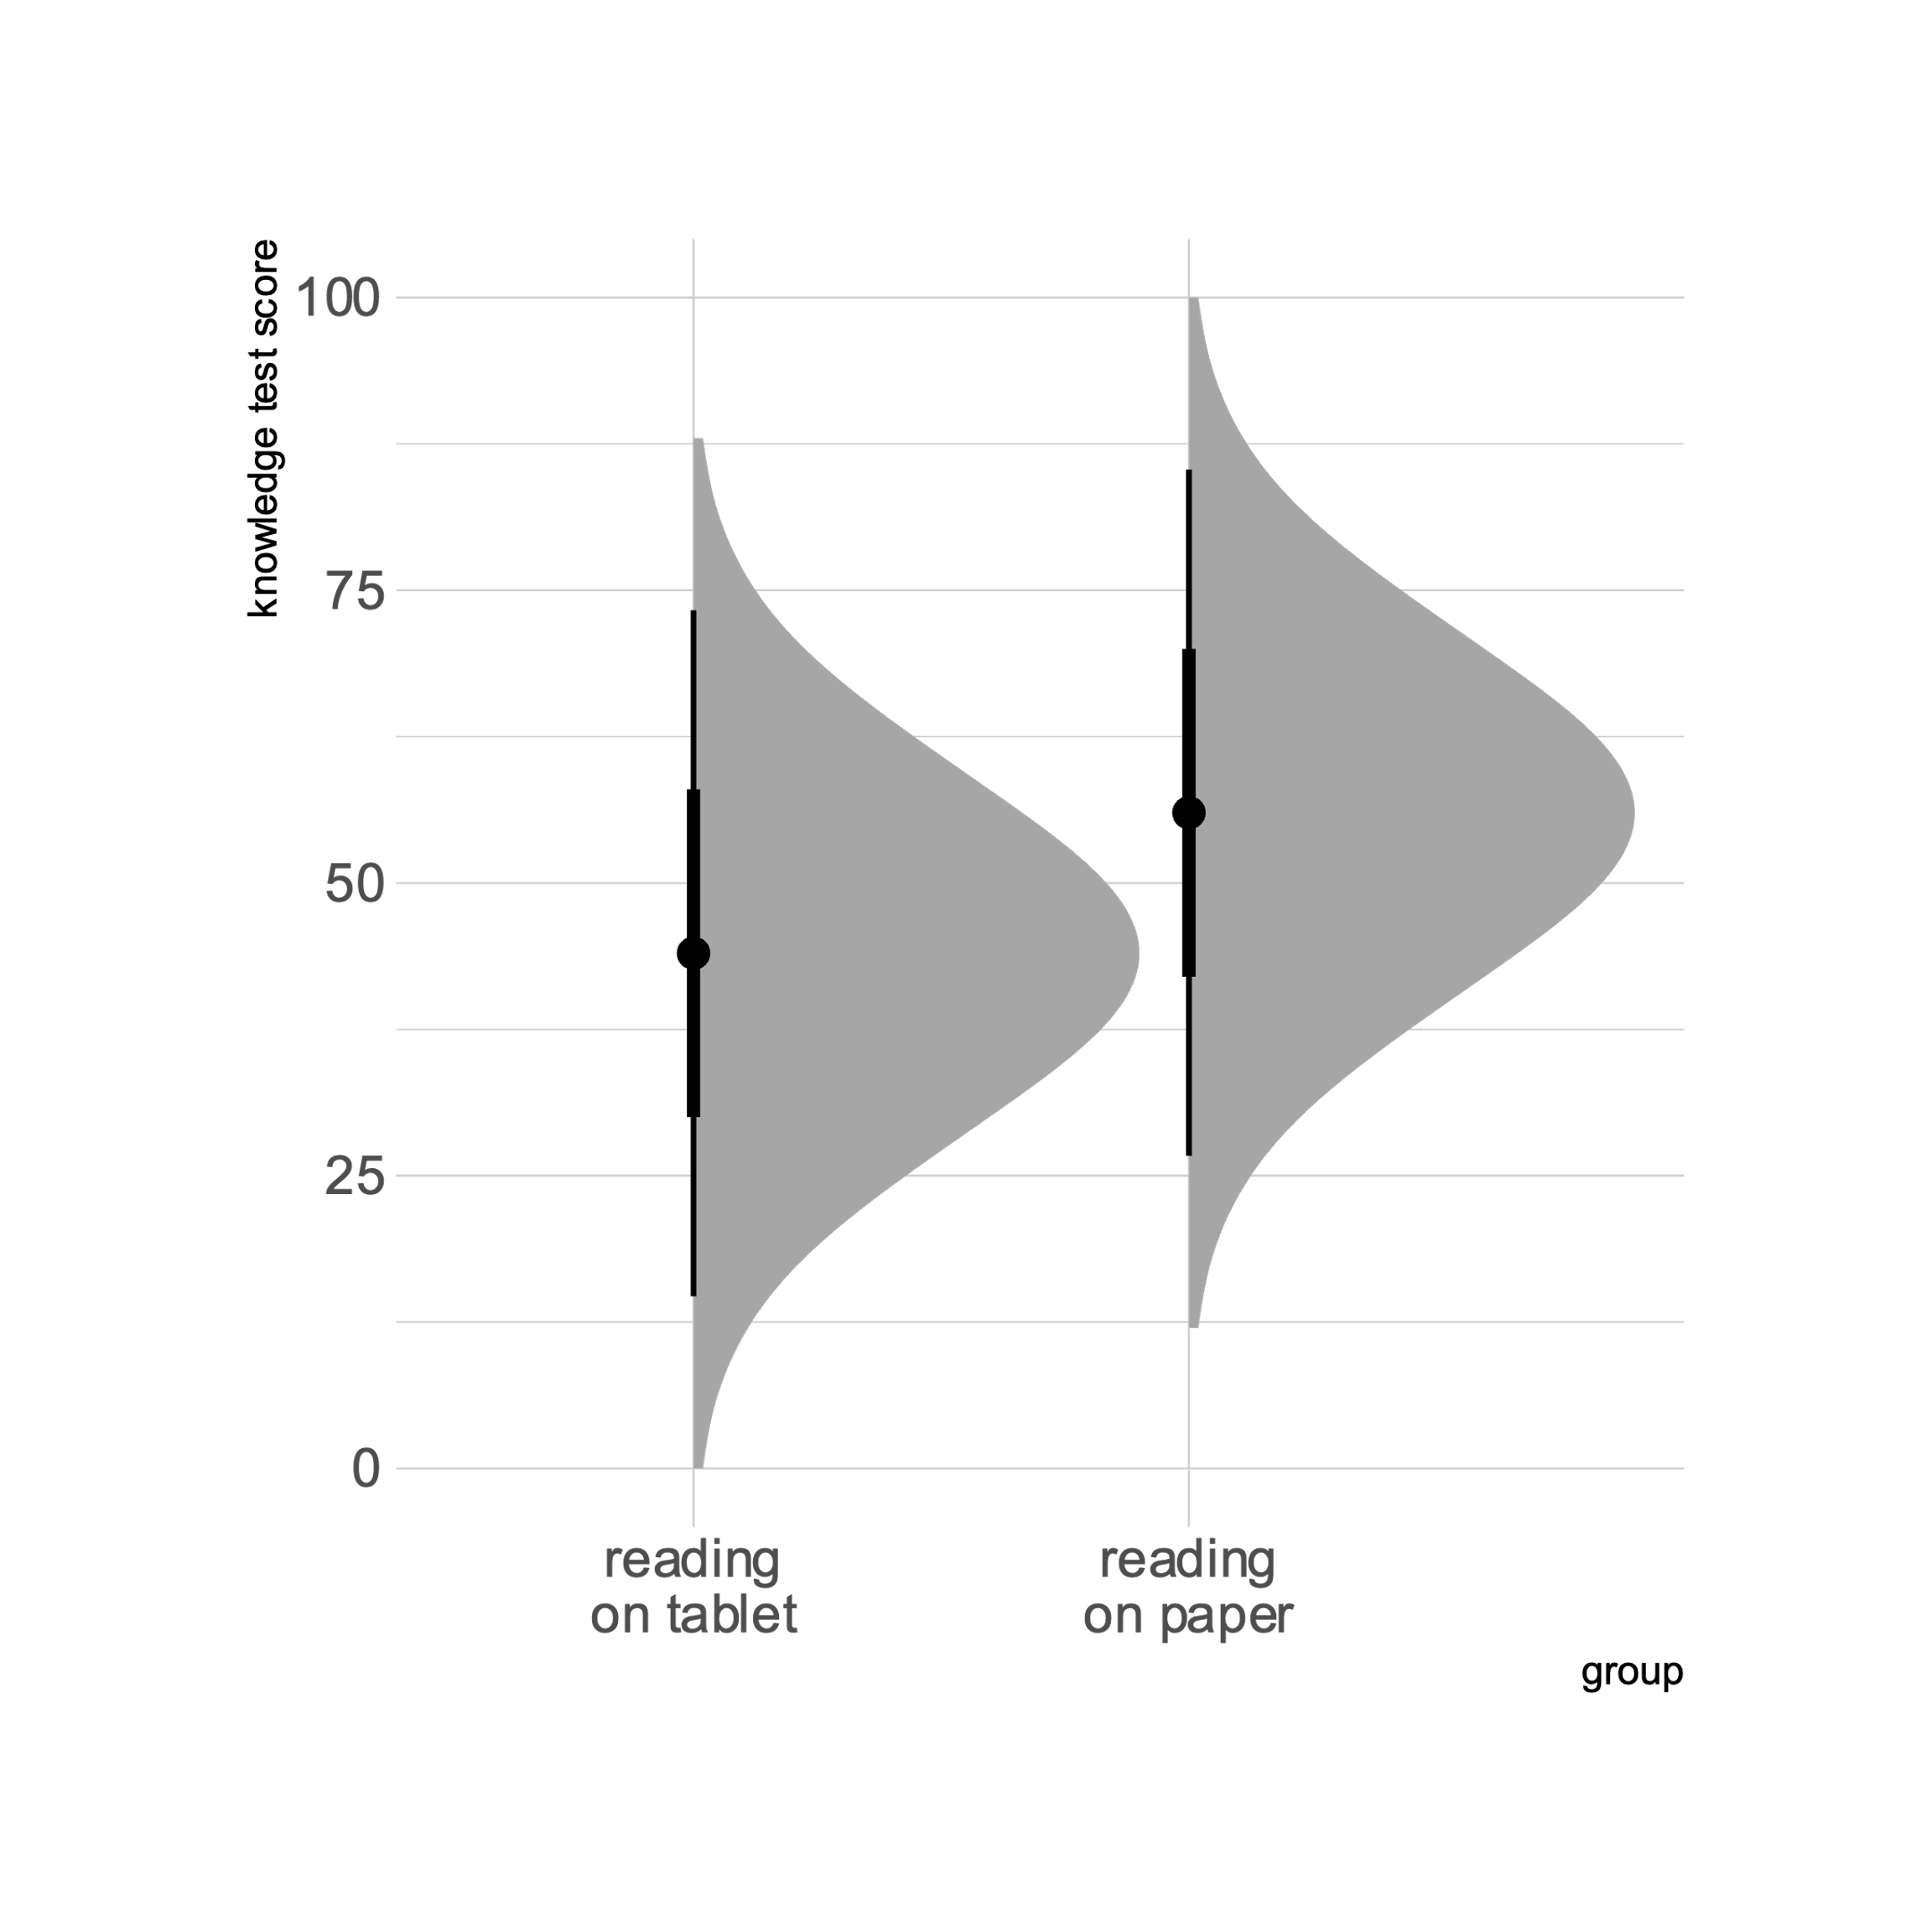 knowledge test score
100
75
50
25
0
reading
on tablet
reading
on paper
group